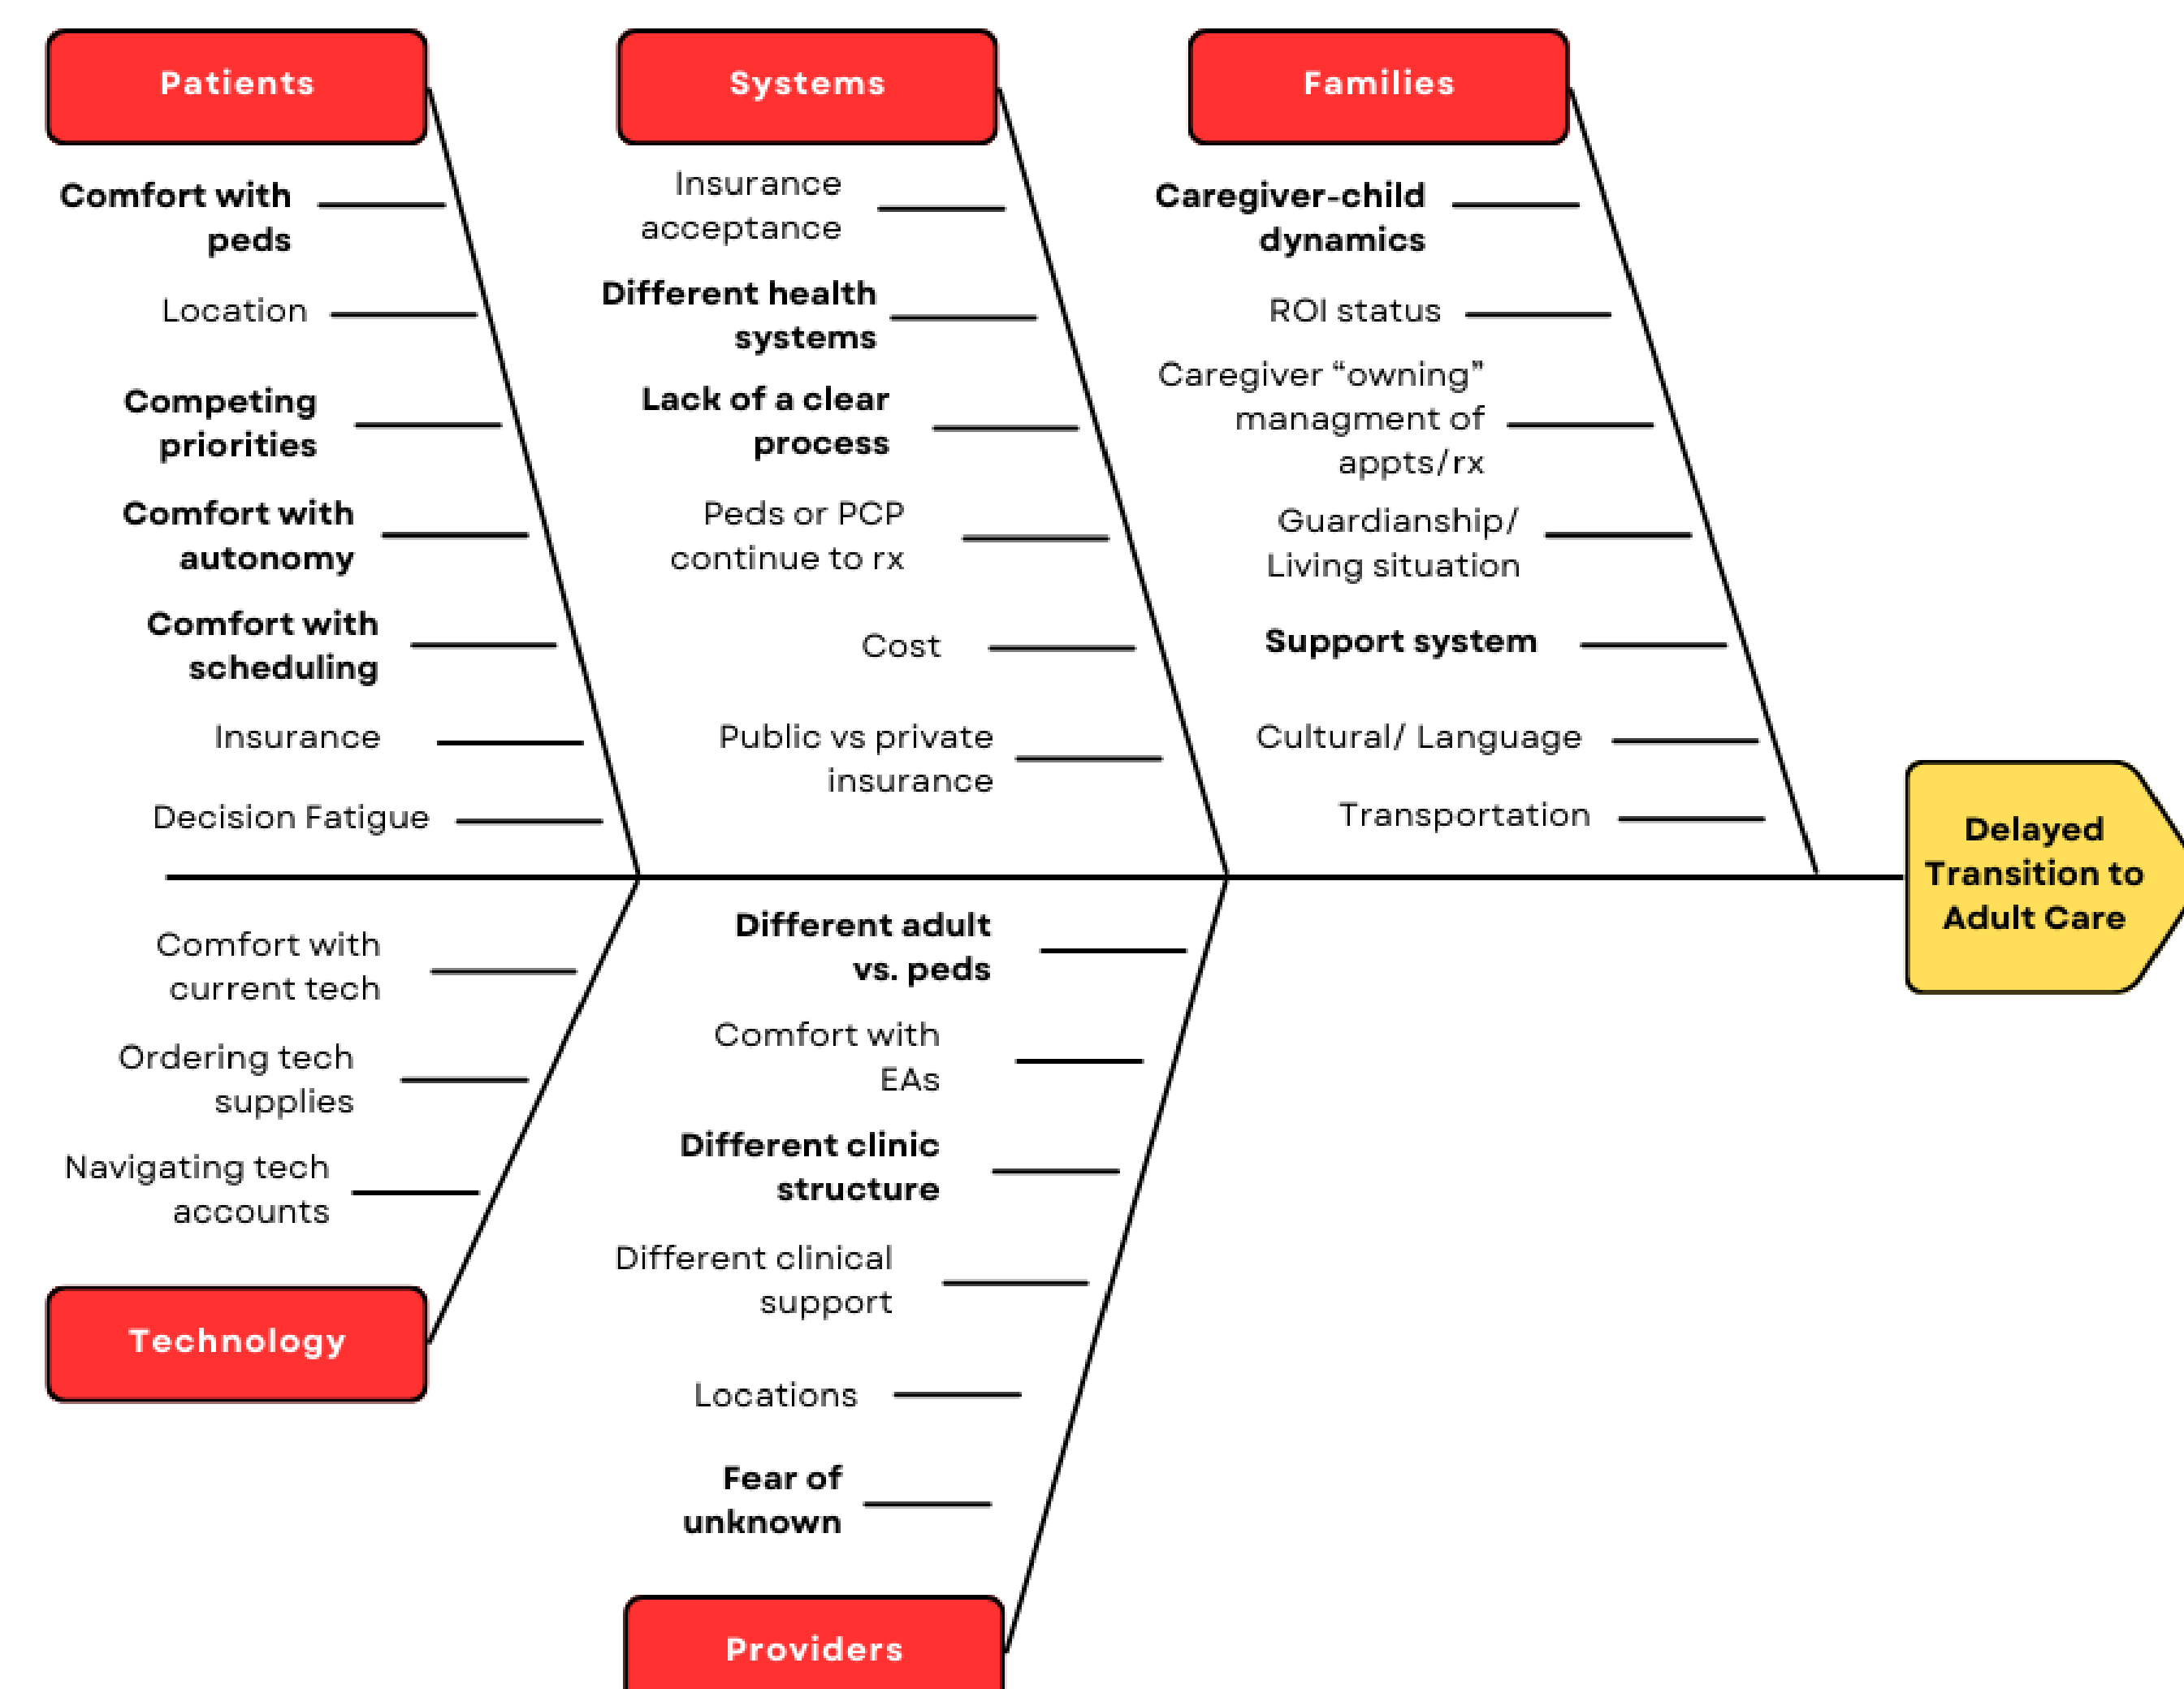 Patients
Systems
Families
Comfort with
peds
Location
Competing
priorities
Comfort with
autonomy
Comfort with
scheduling
Insurance
Decision Fatigue
Insurance
acceptance
Different health
systems
Lack of a clear
process
Peds or PCP
continue to rx
Cost
Public vs private
insurance
Caregiver-child
dynamics
ROI status
Caregiver “owning”
managment of
appts/rx
Guardianship/
Living situation
Support system
Cultural/ Language
Transportation
Delayed
Transition to
Adult Care
Comfort with
current tech
Ordering tech
supplies
Navigating tech
accounts
Technology
Different adult
vs. peds
Comfort with
EAs
Different clinic
structure
Different clinical
support
Locations
Fear of
unknown
Providers